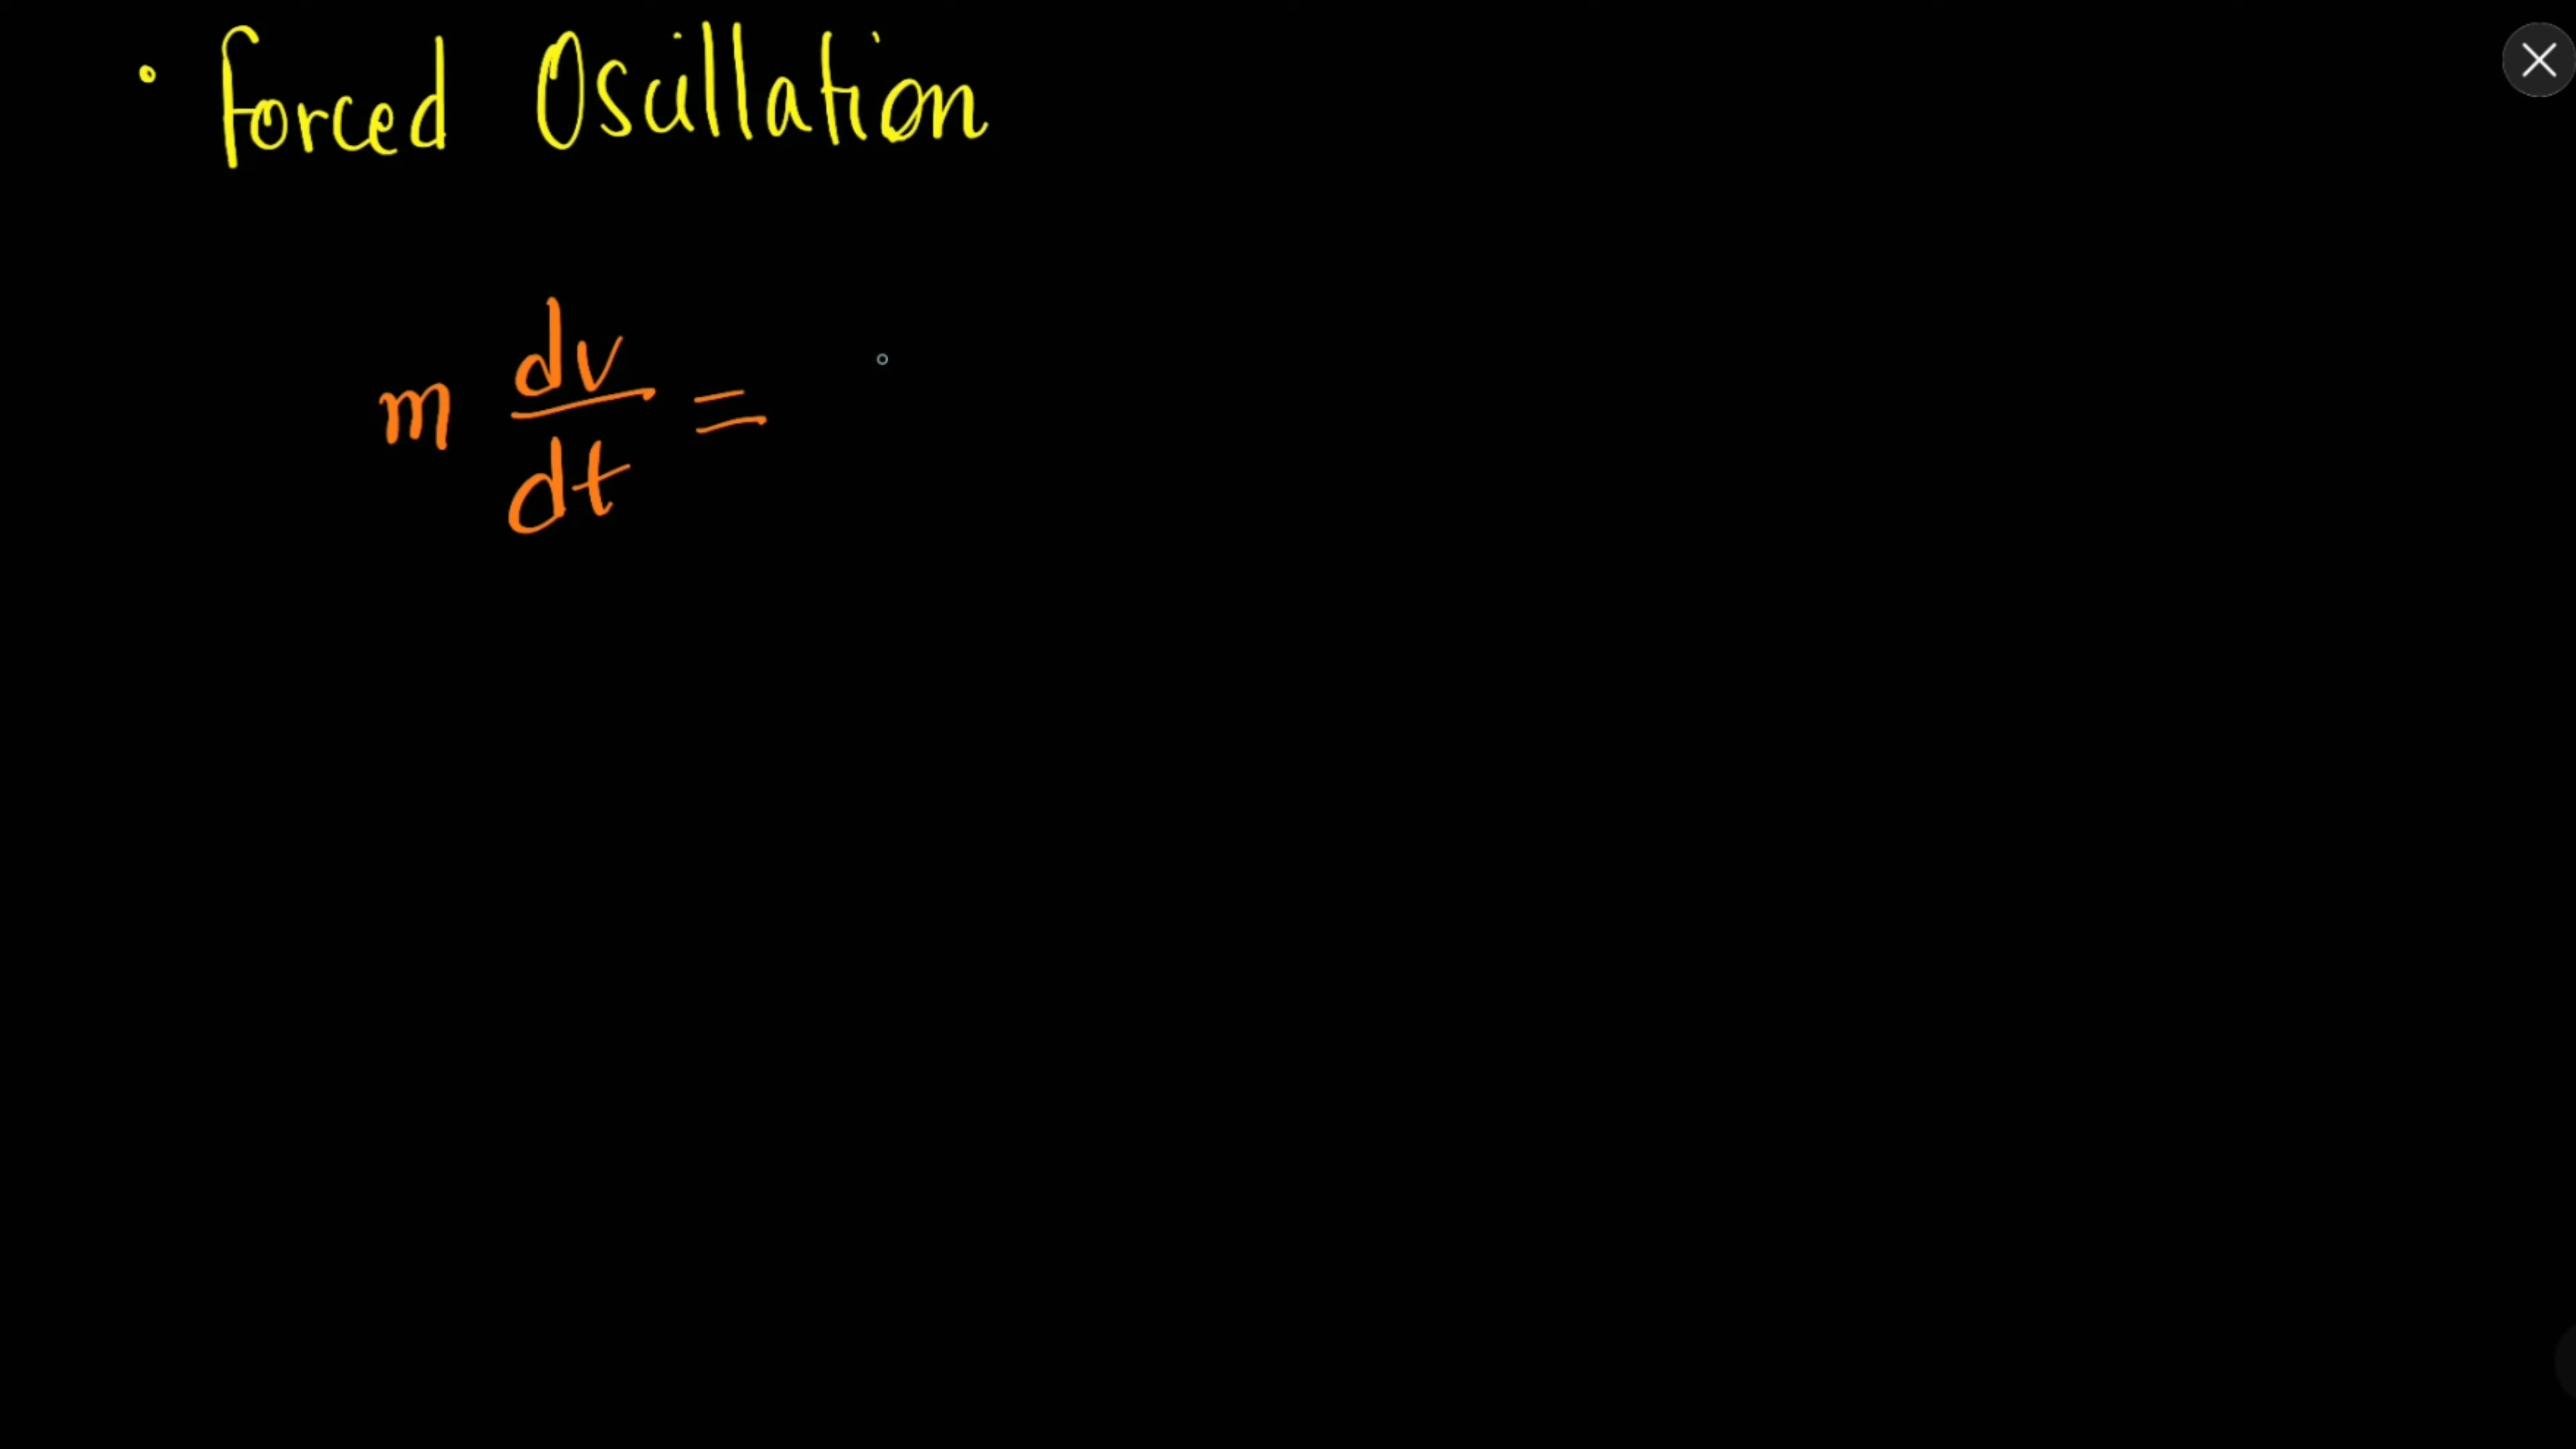 • Forced Oscillation
m dv/dt =